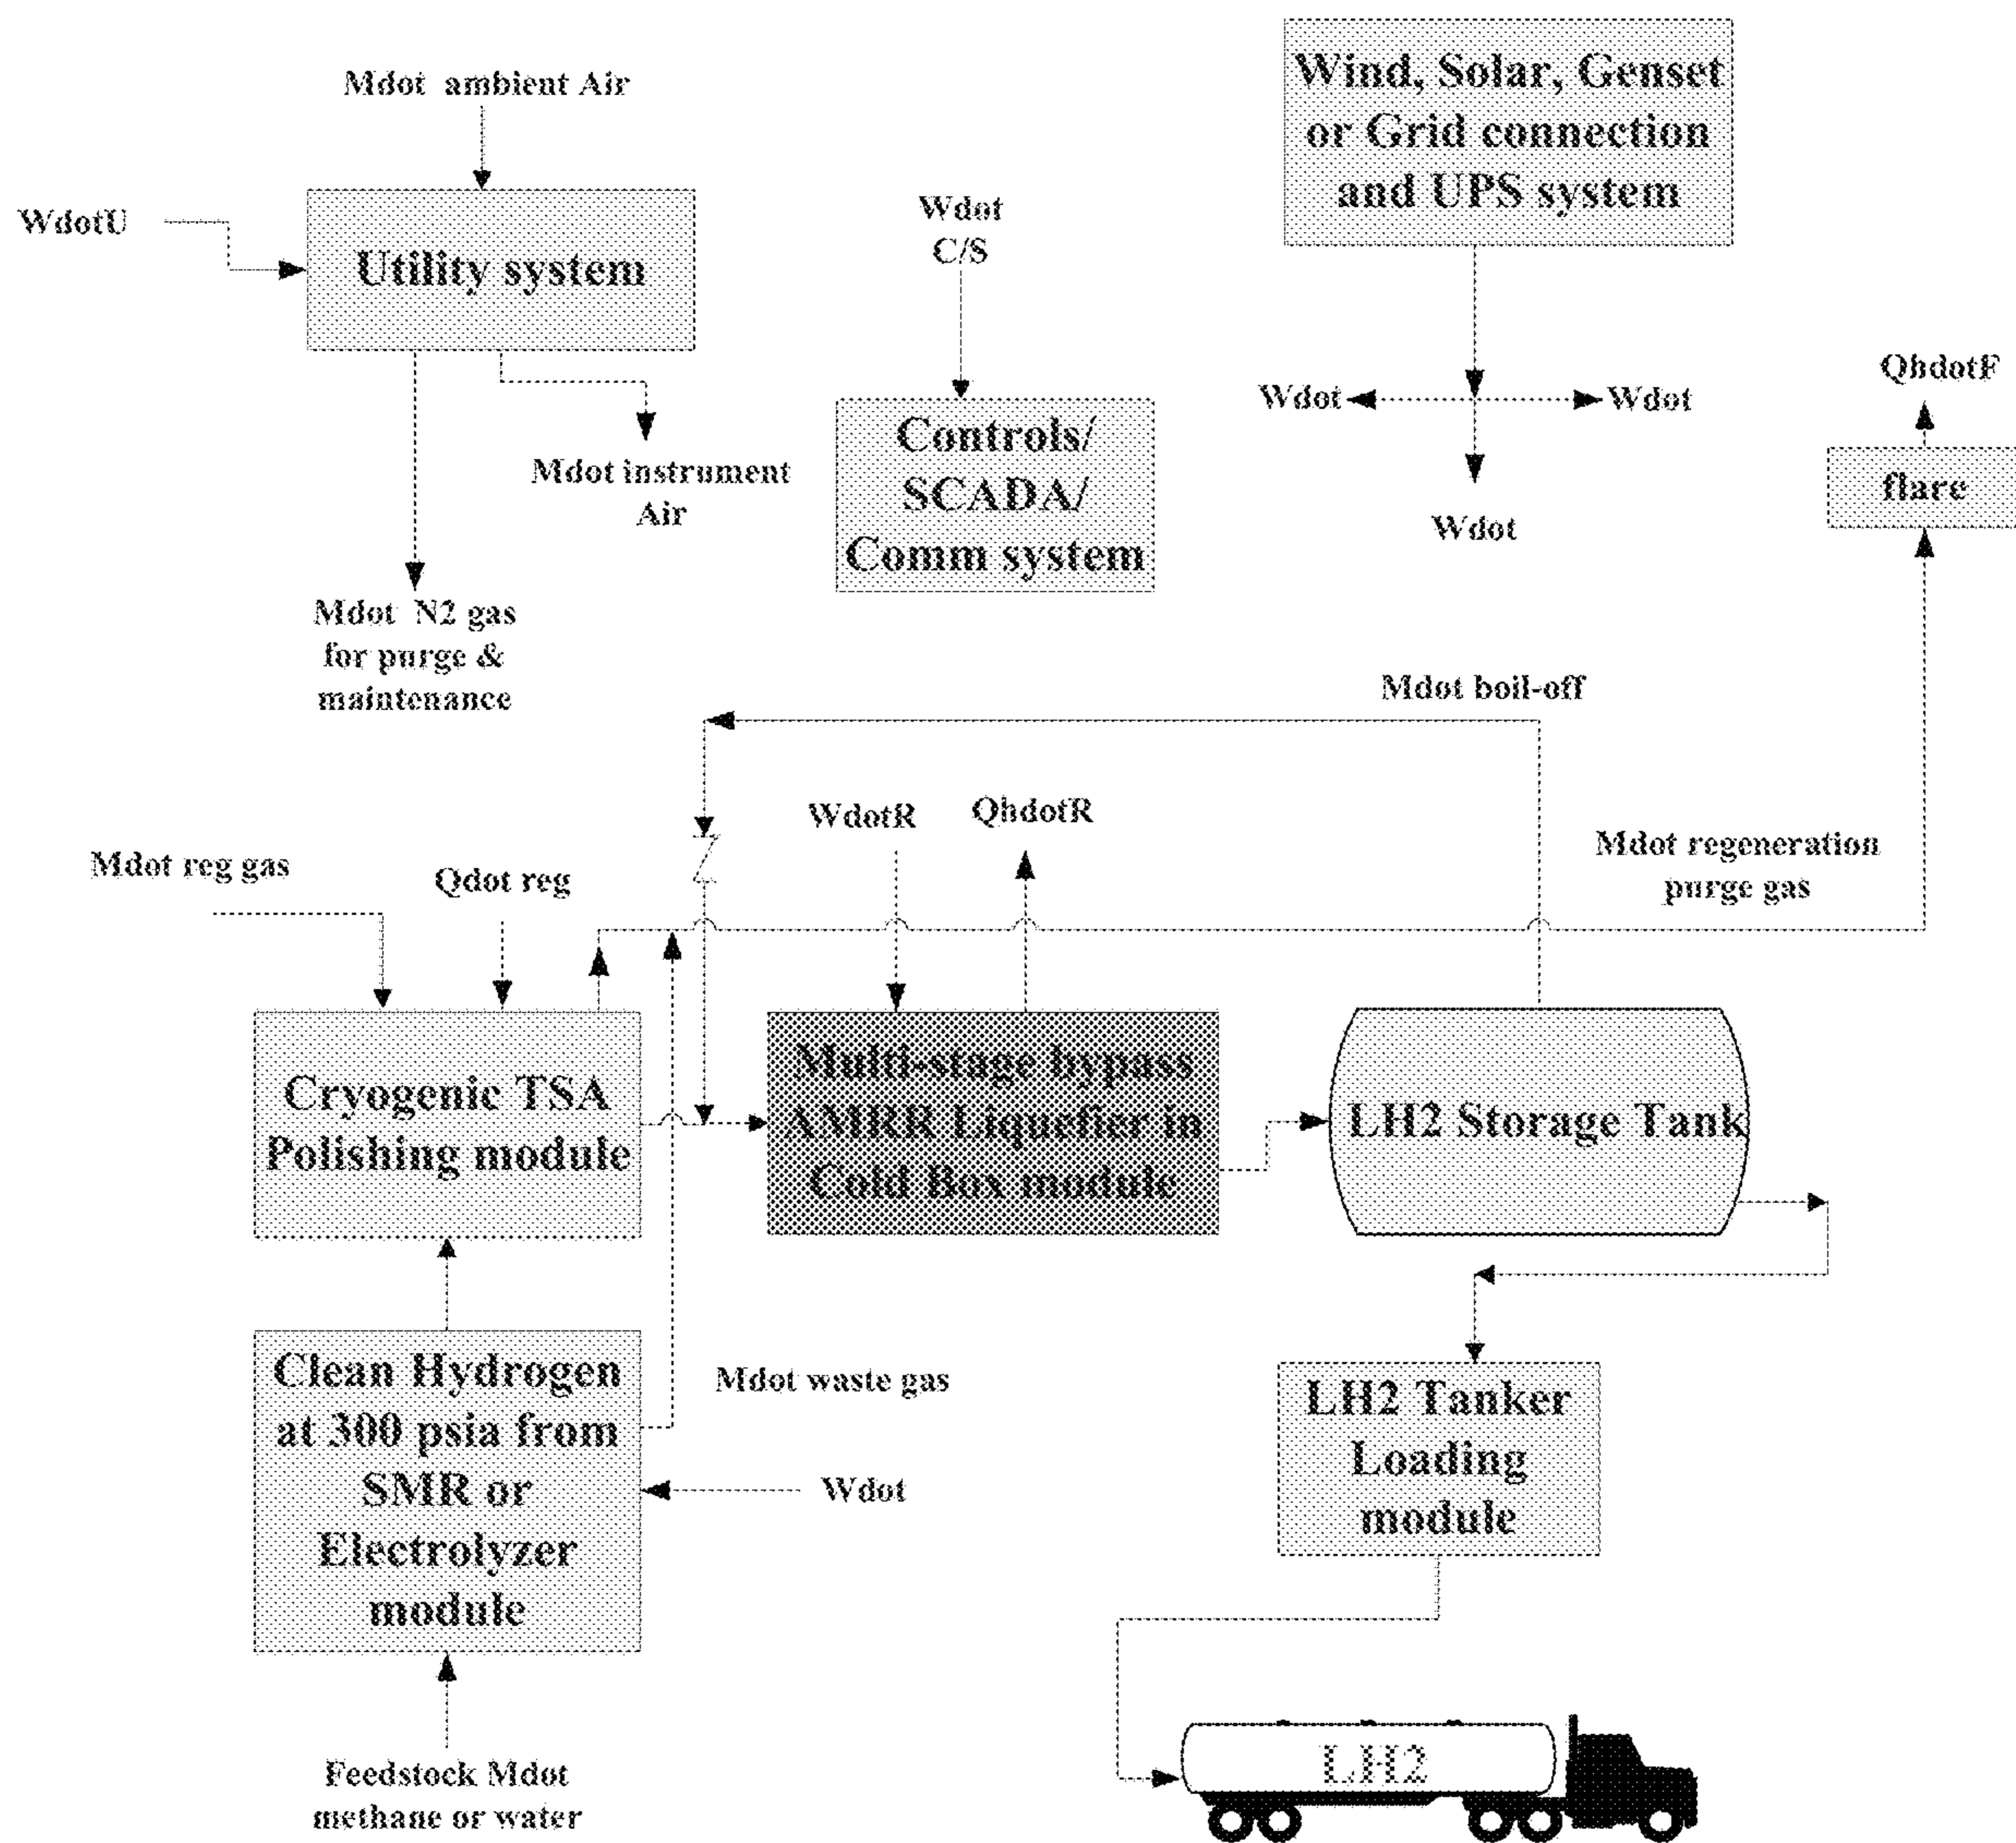 Mdot ambient Air
WdotU
Utility system
Mdot instrument
Air
Mdot N2 gas
for purge &
maintenance
Wdot
C/S
Controls/
SCADA/
Comm system
Wind, Solar, Genset
or Grid connection
and UPS system
Wdot
Wdot
Wdot
QhdotF
flare
Mdot boil-off
WdotR
QhdotR
Mdot regeneration
purge gas
Mdot reg gas
Qdot reg
Cryogenic TSA
Polishing module
Multi-stage bypass
AMRR Liquefier in
Cold Box module
LH2 Storage Tank
Clean Hydrogen
at 300 psia from
SMR or
Electrolyzer
module
Mdot waste gas
Wdot
LH2 Tanker
Loading
module
Feedstock Mdot
methane or water
LH2